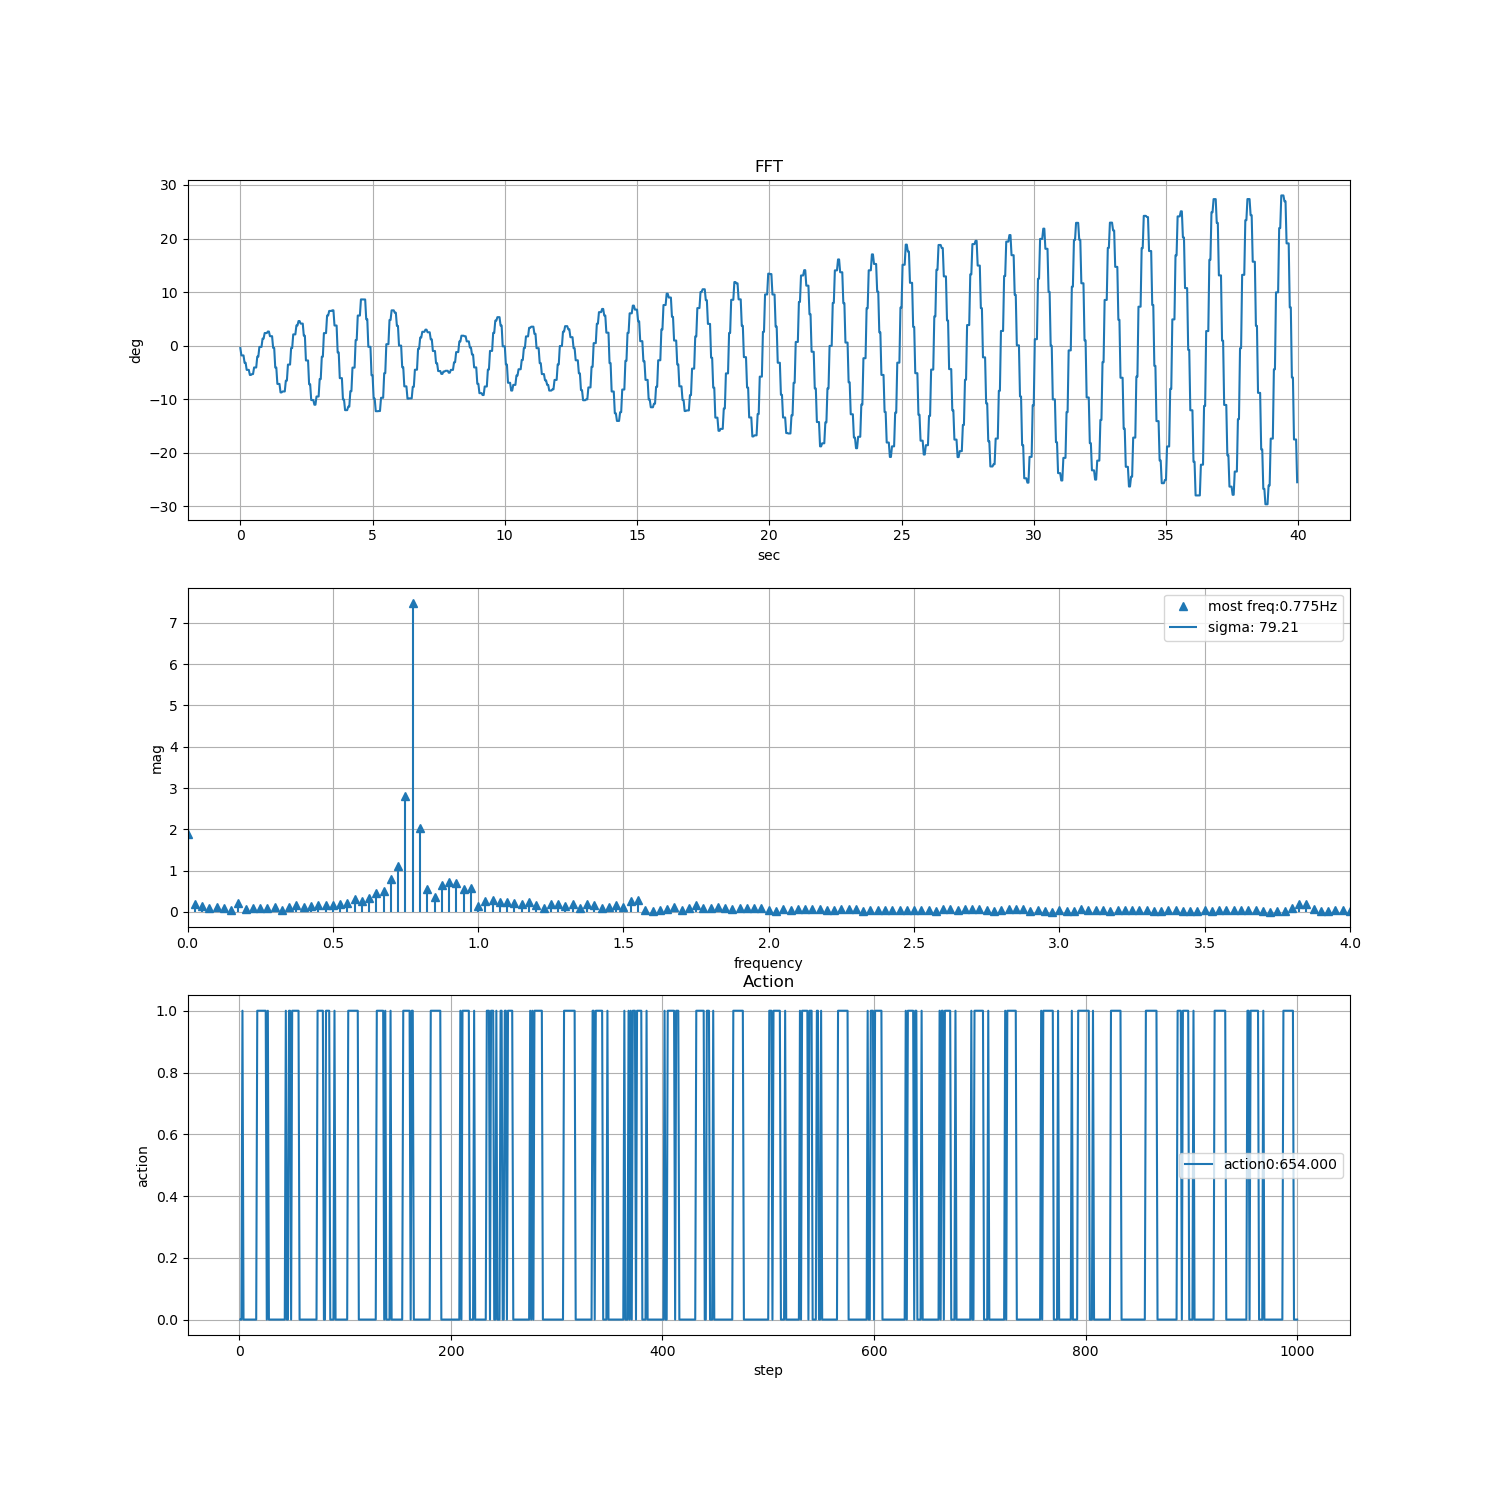 FFT
30
20
10
0
−10
−20
−30
deg
0 5 10 15 20 25 30 35 40
sec
most freq:0.775Hz
sigma: 79.21
7
6
5
4
3
2
1
0
mag
0.0 0.5 1.0 1.5 2.0 2.5 3.0 3.5 4.0
frequency
Action
1.0
0.8
0.6
0.4
0.2
0.0
action
action0:654.000
0 200 400 600 800 1000
step